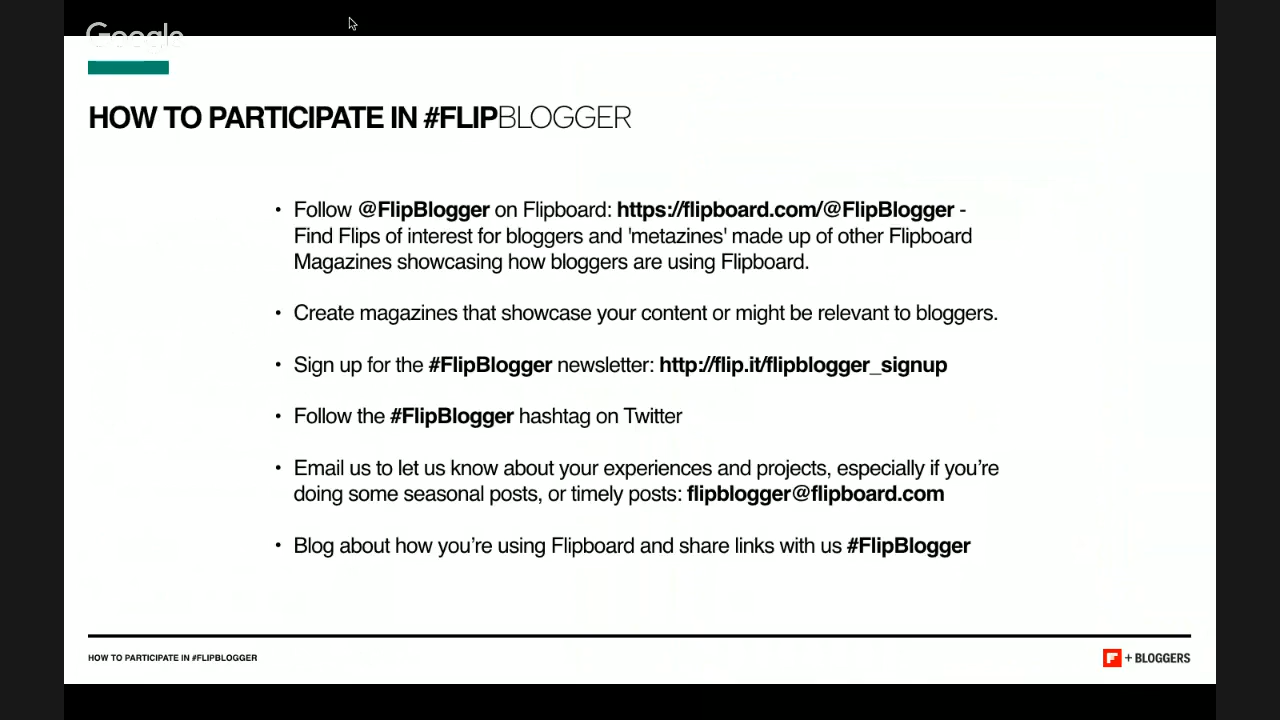 Google
HOW TO PARTICIPATE IN #FLIPBLOGGER
• Follow @FlipBlogger on Flipboard: https://flipboard.com/@FlipBlogger -
Find Flips of interest for bloggers and 'metazines' made up of other Flipboard
Magazines showcasing how bloggers are using Flipboard.
• Create magazines that showcase your content or might be relevant to bloggers.
• Sign up for the #FlipBlogger newsletter: http://flip.it/flipblogger_signup
• Follow the #FlipBlogger hashtag on Twitter
• Email us to let us know about your experiences and projects, especially if you’re
doing some seasonal posts, or timely posts: flipblogger@flipboard.com
• Blog about how you’re using Flipboard and share links with us #FlipBlogger
HOW TO PARTICIPATE IN #FLIPBLOGGER
+ BLOGGERS